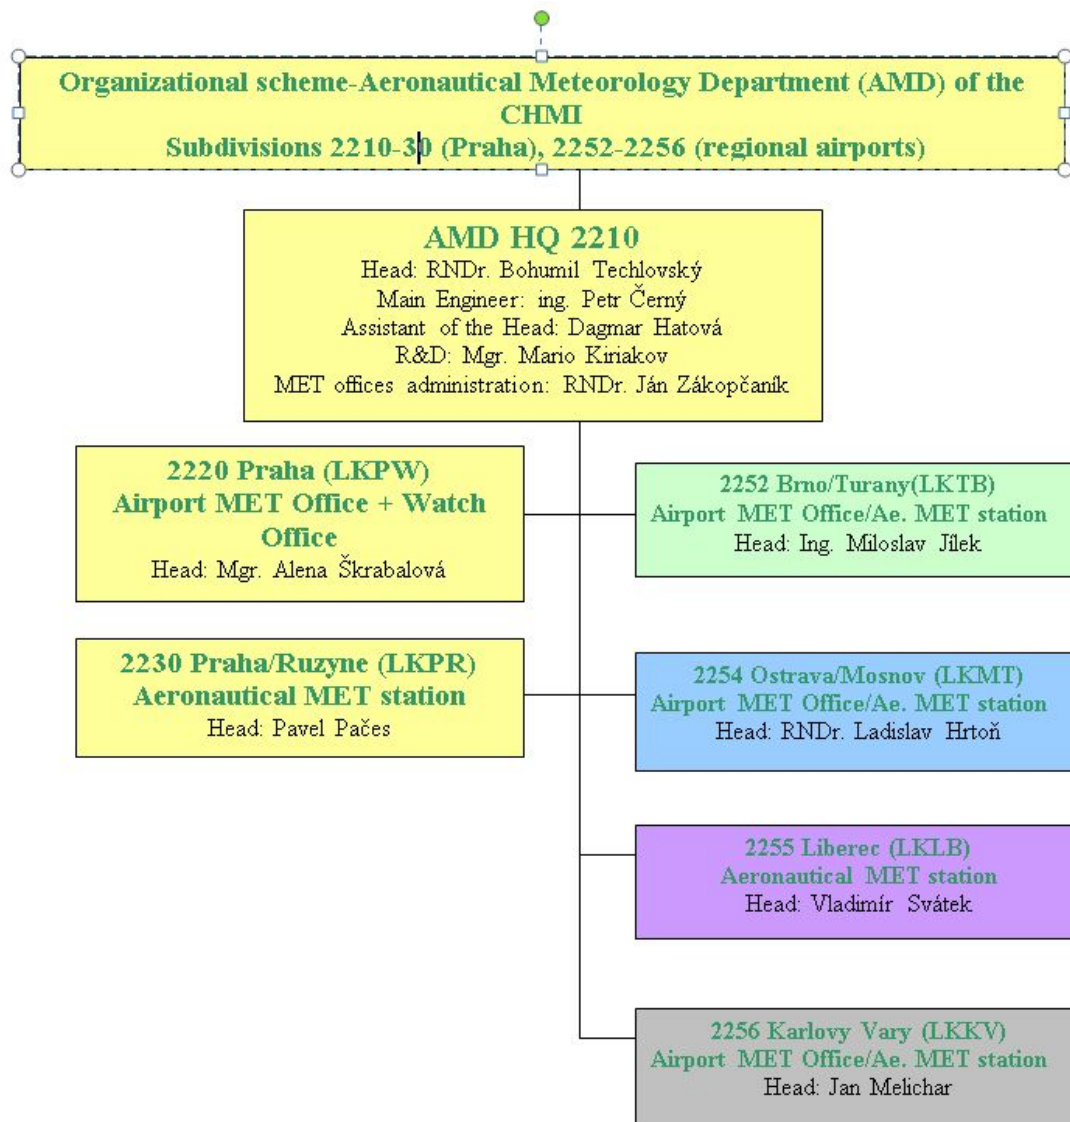 Organizational scheme-Aeronautical Meteorology Department (AMD) of the
CHMI
Subdivisions 2210-30 (Praha), 2252-2256 (regional airports)
AMD HQ 2210
Head: RNDr. Bohumil Techlovský
Main Engineer: ing. Petr Černý
Assistant of the Head: Dagmar Hatová
R&D: Mgr. Mario Kiriakov
MET offices administration: RNDr. Ján Zákopčaník
2220 Praha (LKPW)
Airport MET Office + Watch
Office
Head: Mgr. Alena Škrabalová
2252 Brno/Turany(LKTB)
Airport MET Office/Ae. MET station
Head: Ing. Miloslav Jílek
2230 Praha/Ruzyne (LKPR)
Aeronautical MET station
Head: Pavel Pačes
2254 Ostrava/Mosnov (LKMT)
Airport MET Office/Ae. MET station
Head: RNDr. Ladislav Hrtoň
2255 Liberec (LKLB)
Aeronautical MET station
Head: Vladimír Svátek
2256 Karlovy Vary (LKKV)
Airport MET Office/Ae. MET station
Head: Jan Melichar